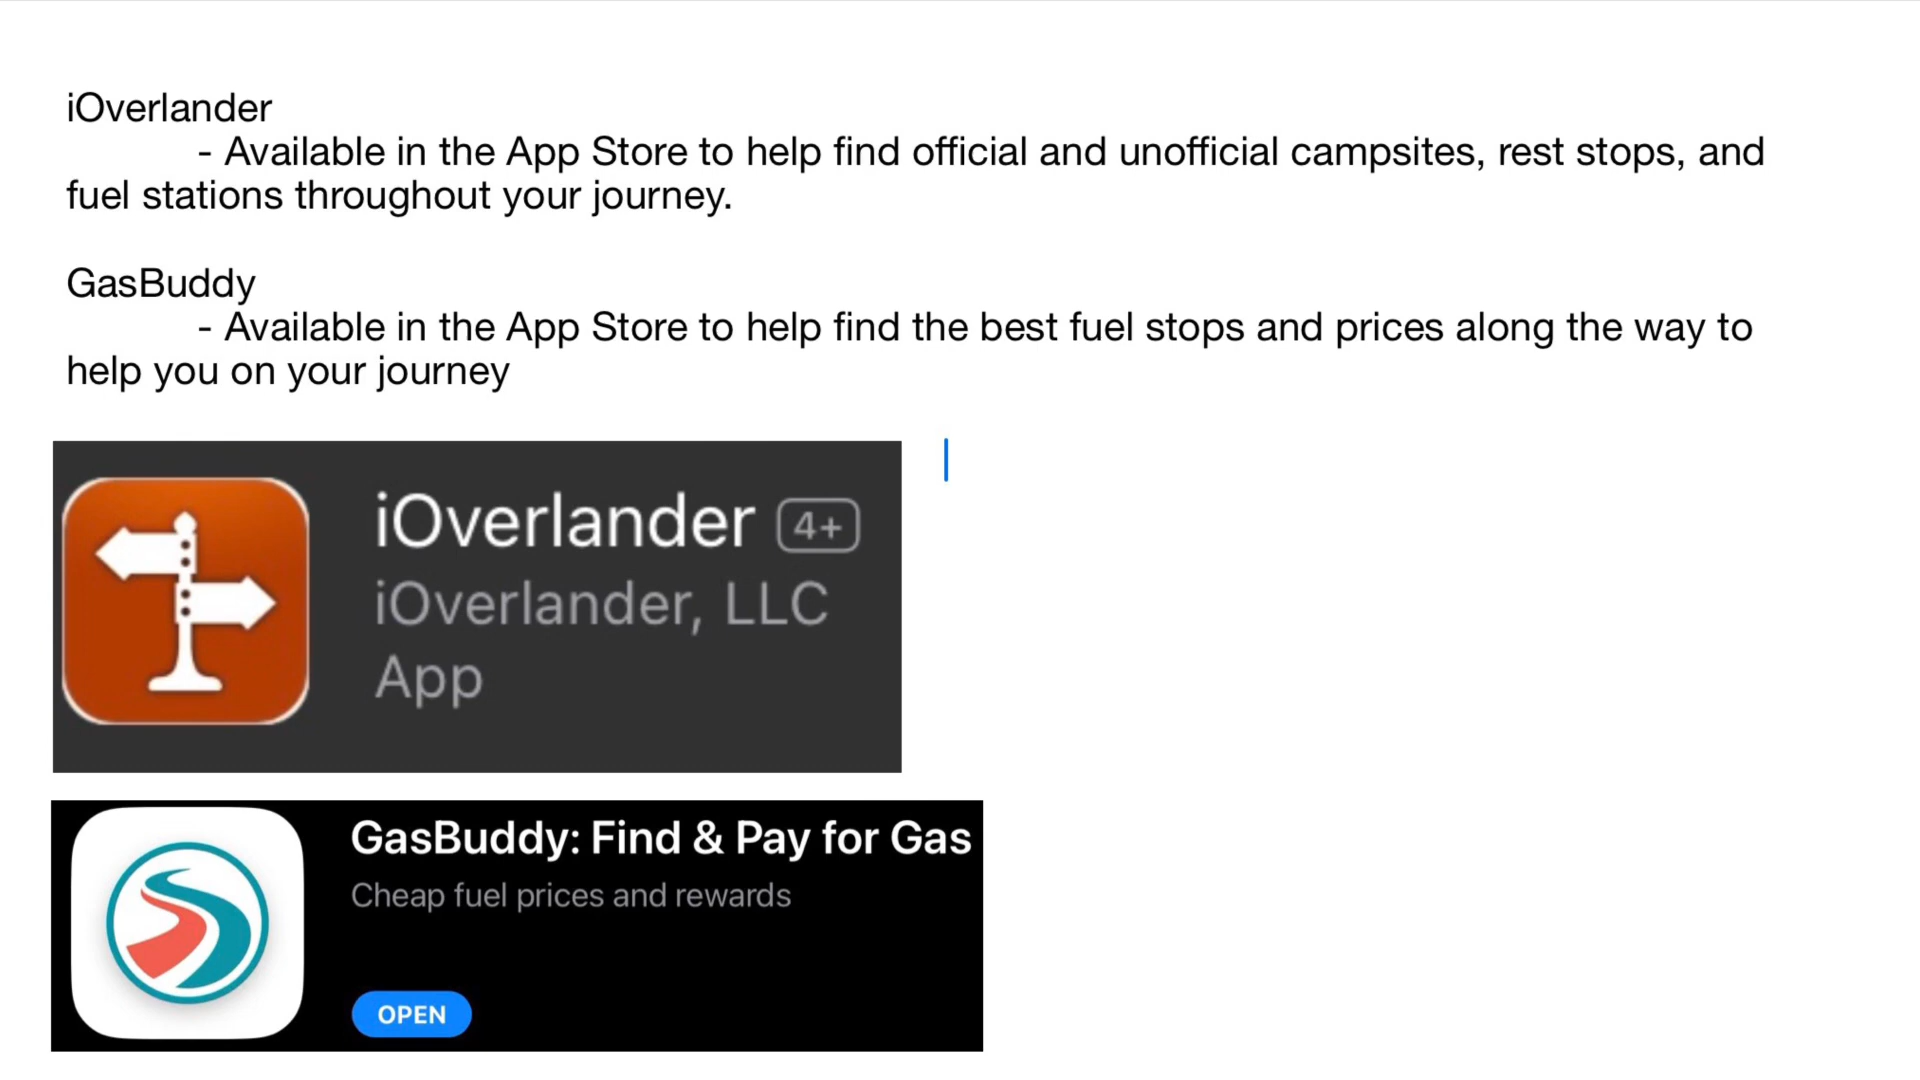 iOverlander
- Available in the App Store to help find official and unofficial campsites, rest stops, and
fuel stations throughout your journey.
GasBuddy
- Available in the App Store to help find the best fuel stops and prices along the way to
help you on your journey
iOverlander 4+
iOverlander, LLC
App
GasBuddy: Find & Pay for Gas
Cheap fuel prices and rewards
OPEN